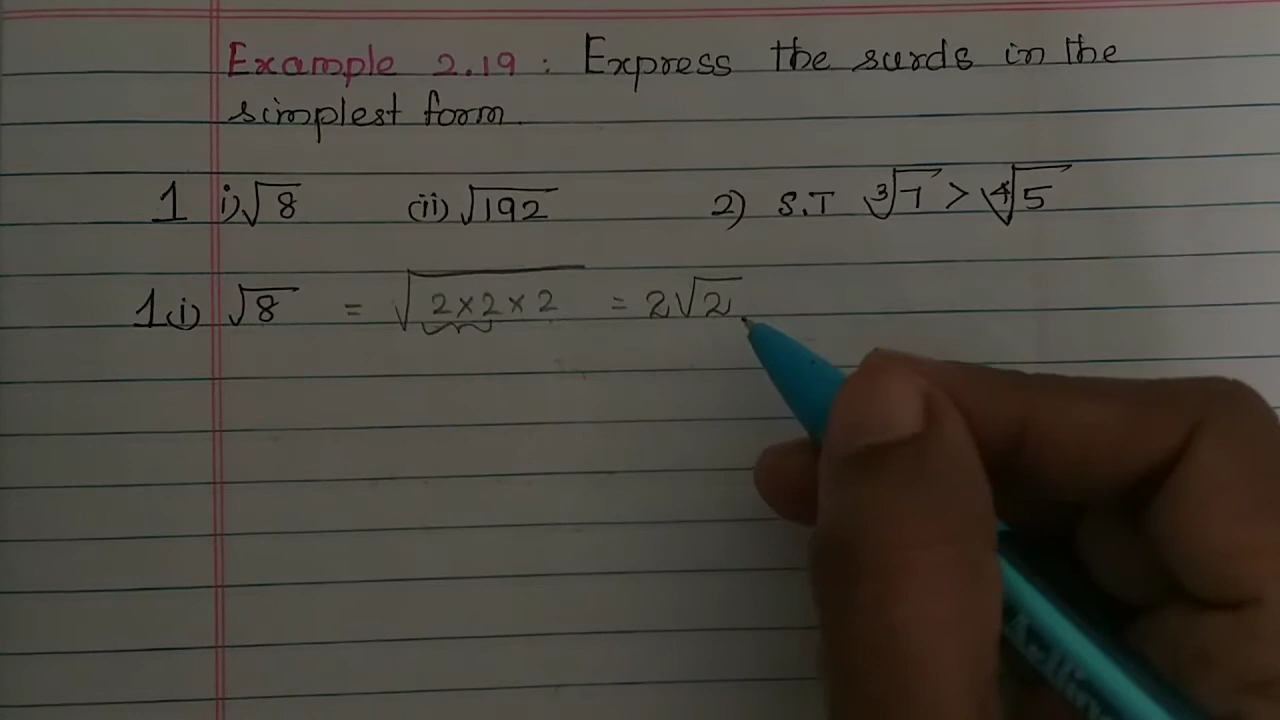 Example 2.19 : Express the surds in the
simplest form.
1 i) √8 (ii) √192 2) S.T ∛7 > ∜5
1(i) √8 = √2×2×2 = 2√2